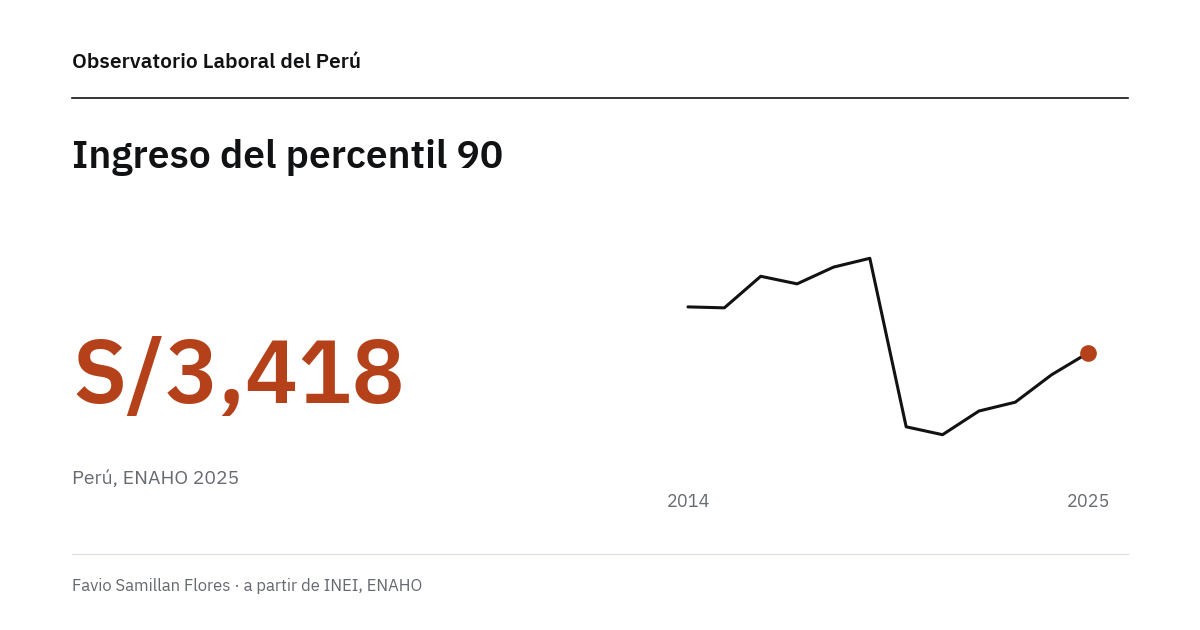 Observatorio Laboral del Perú
Ingreso del percentil 90
S/3,418
Perú, ENAHO 2025
2014
2025
Favio Samillan Flores · a partir de INEI, ENAHO